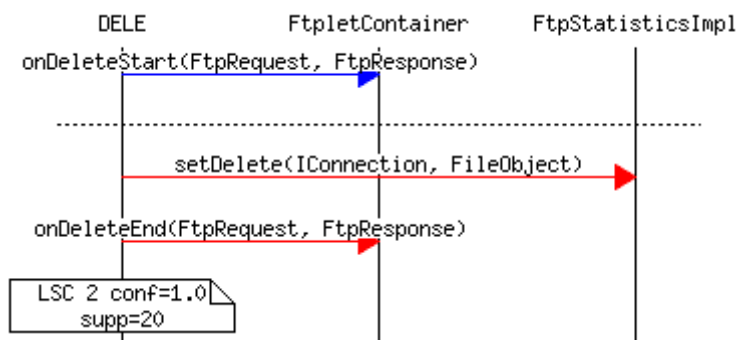 DELE FtpletContainer FtpStatisticsImpl
onDeleteStart(FtpRequest, FtpResponse)
setDelete(IConnection, FileObject)
onDeleteEnd(FtpRequest, FtpResponse)
LSC 2 conf=1.0
supp=20